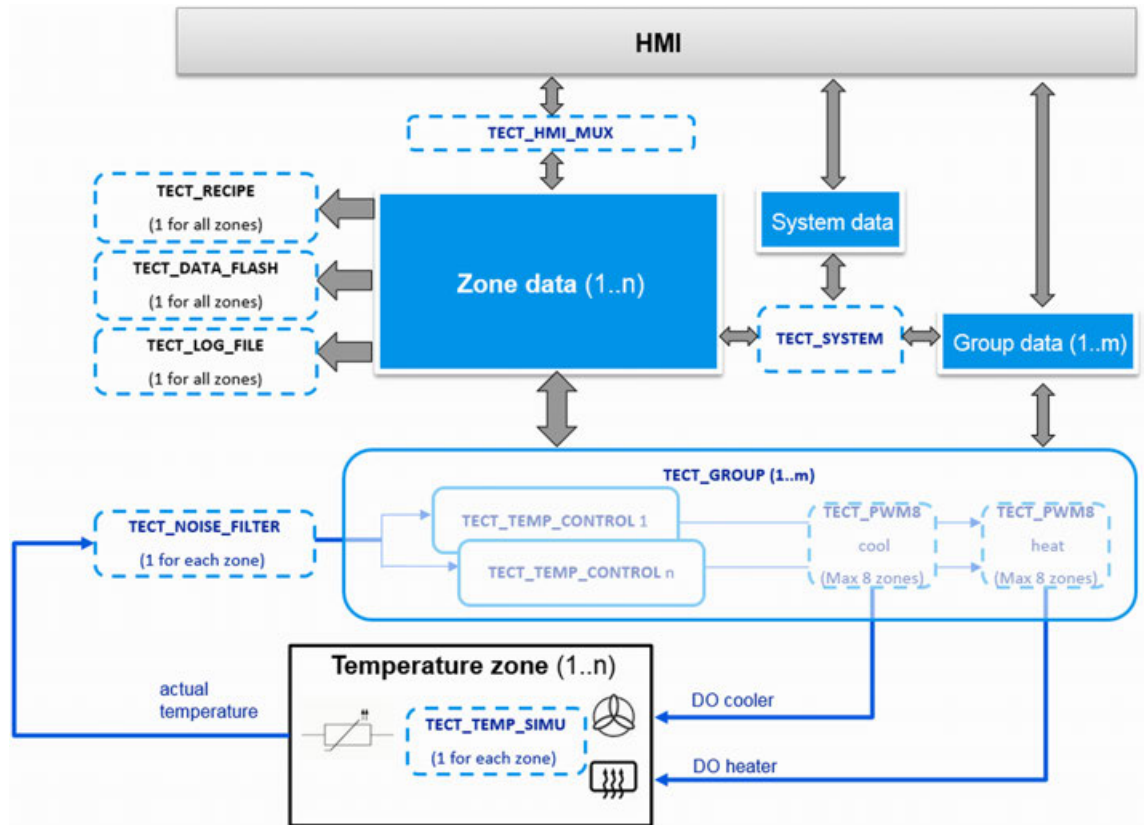 HMI
TECT_HMI_MUX
TECT_RECIPE
(1 for all zones)
TECT_DATA_FLASH
(1 for all zones)
TECT_LOG_FILE
(1 for all zones)
Zone data (1..n)
System data
TECT_SYSTEM
Group data (1..m)
TECT_GROUP (1..m)
TECT_NOISE_FILTER
(1 for each zone)
TECT_TEMP_CONTROL 1
TECT_TEMP_CONTROL n
TECT_PWM8
cool
(Max 8 zones)
TECT_PWM8
heat
(Max 8 zones)
Temperature zone (1..n)
actual
temperature
TECT_TEMP_SIMU
(1 for each zone)
DO cooler
DO heater